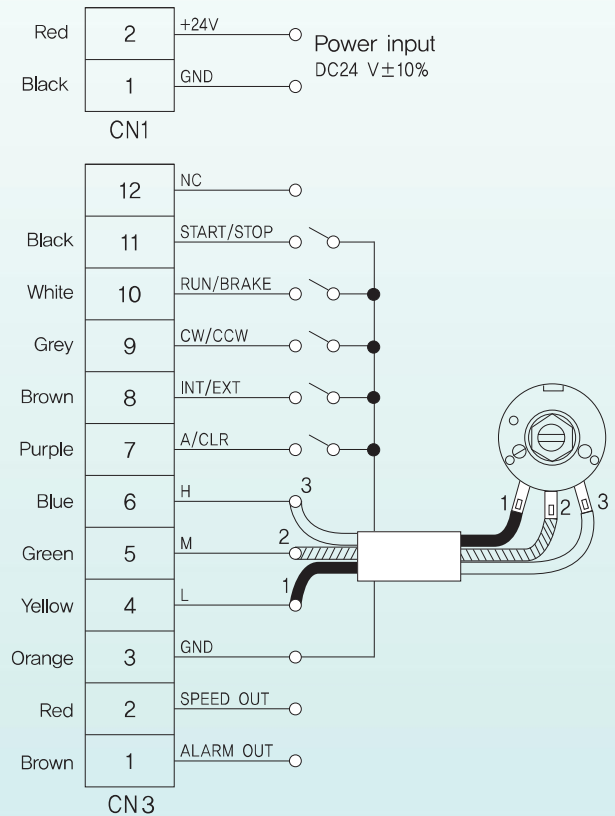 Red 2 +24V Power input
DC24 V±10%
Black 1 GND
CN1
12 NC
Black 11 START/STOP
White 10 RUN/BRAKE
Grey 9 CW/CCW
Brown 8 INT/EXT
Purple 7 A/CLR
Blue 6 H 3 1 2 3
Green 5 M 2
Yellow 4 L 1
Orange 3 GND
Red 2 SPEED OUT
Brown 1 ALARM OUT
CN3